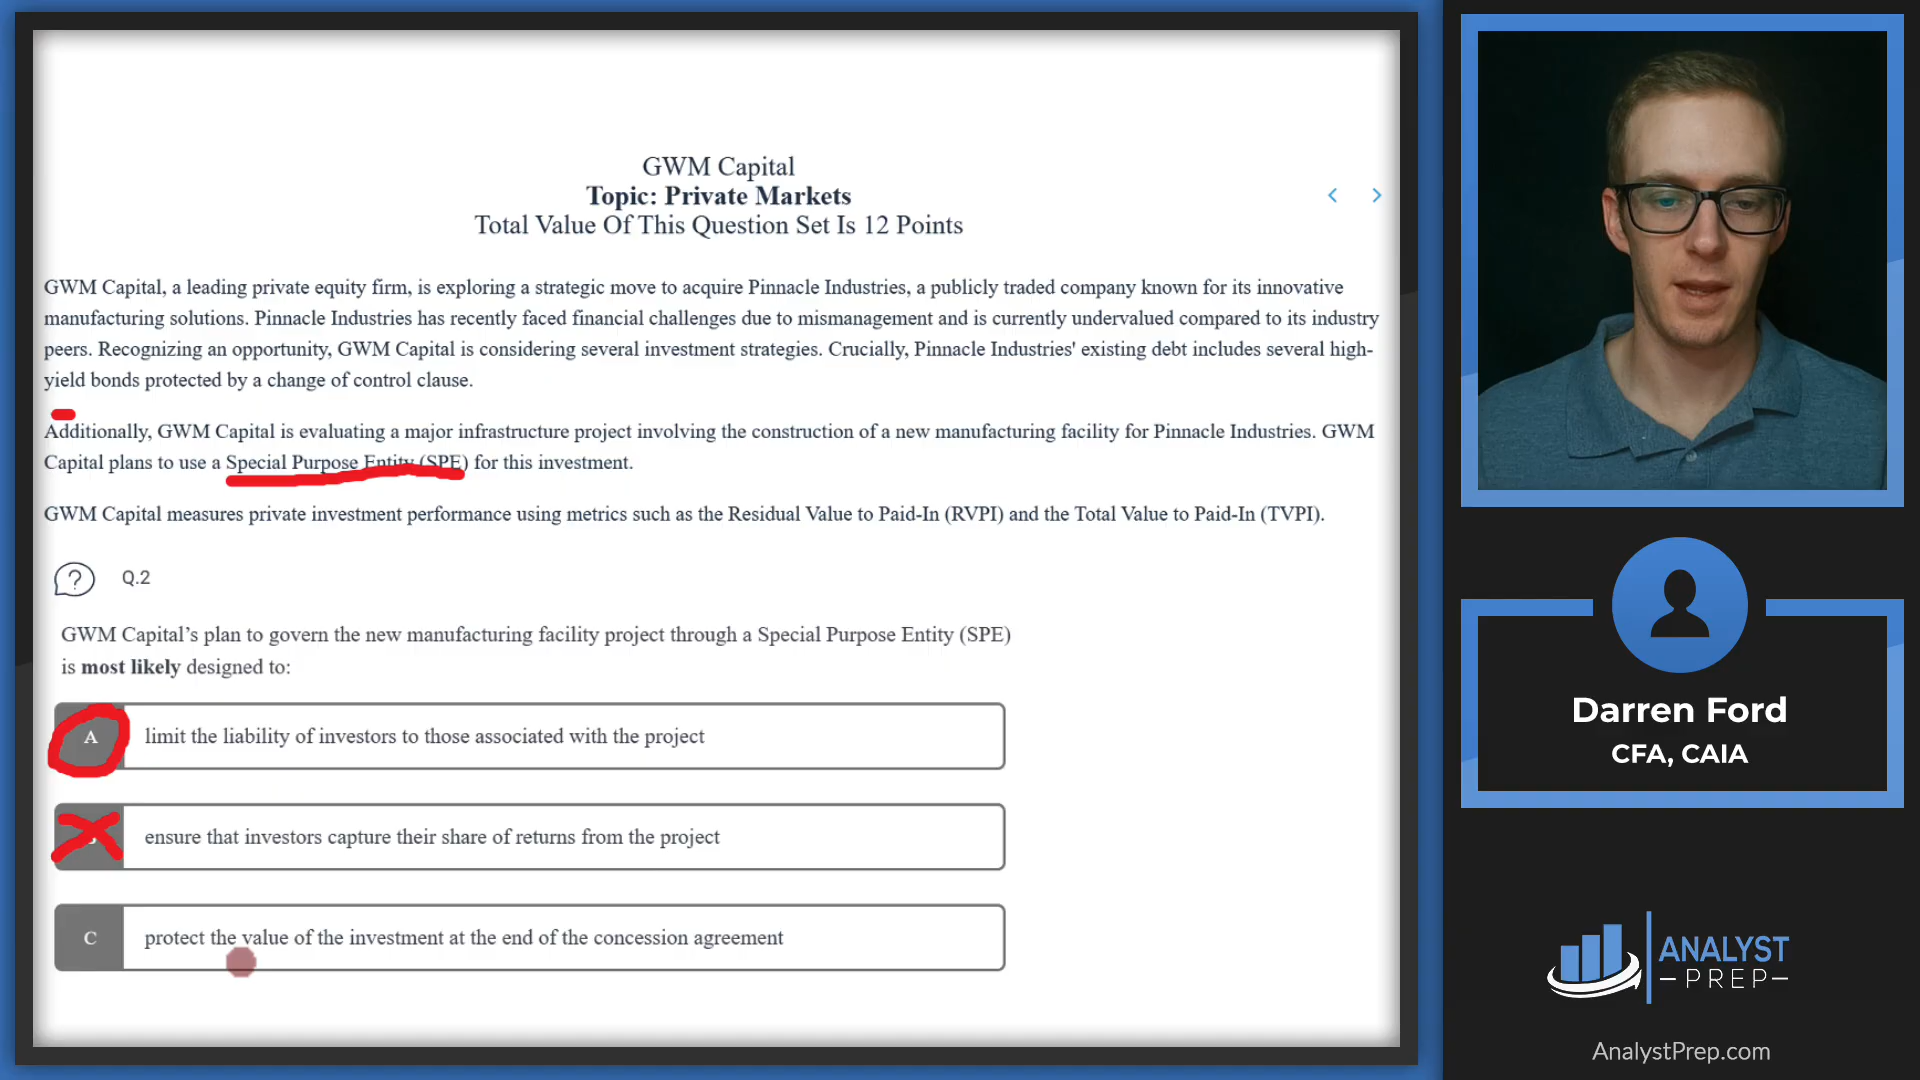 GWM Capital
Topic: Private Markets
Total Value Of This Question Set Is 12 Points
GWM Capital, a leading private equity firm, is exploring a strategic move to acquire Pinnacle Industries, a publicly traded company known for its innovative
manufacturing solutions. Pinnacle Industries has recently faced financial challenges due to mismanagement and is currently undervalued compared to its industry
peers. Recognizing an opportunity, GWM Capital is considering several investment strategies. Crucially, Pinnacle Industries' existing debt includes several high-
yield bonds protected by a change of control clause.
Additionally, GWM Capital is evaluating a major infrastructure project involving the construction of a new manufacturing facility for Pinnacle Industries. GWM
Capital plans to use a Special Purpose Entity (SPE) for this investment.
GWM Capital measures private investment performance using metrics such as the Residual Value to Paid-In (RVPI) and the Total Value to Paid-In (TVPI).
? Q.2
GWM Capital’s plan to govern the new manufacturing facility project through a Special Purpose Entity (SPE)
is most likely designed to:
A limit the liability of investors to those associated with the project
ensure that investors capture their share of returns from the project
C protect the value of the investment at the end of the concession agreement
Darren Ford
CFA, CAIA
ANALYST
PREP
AnalystPrep.com